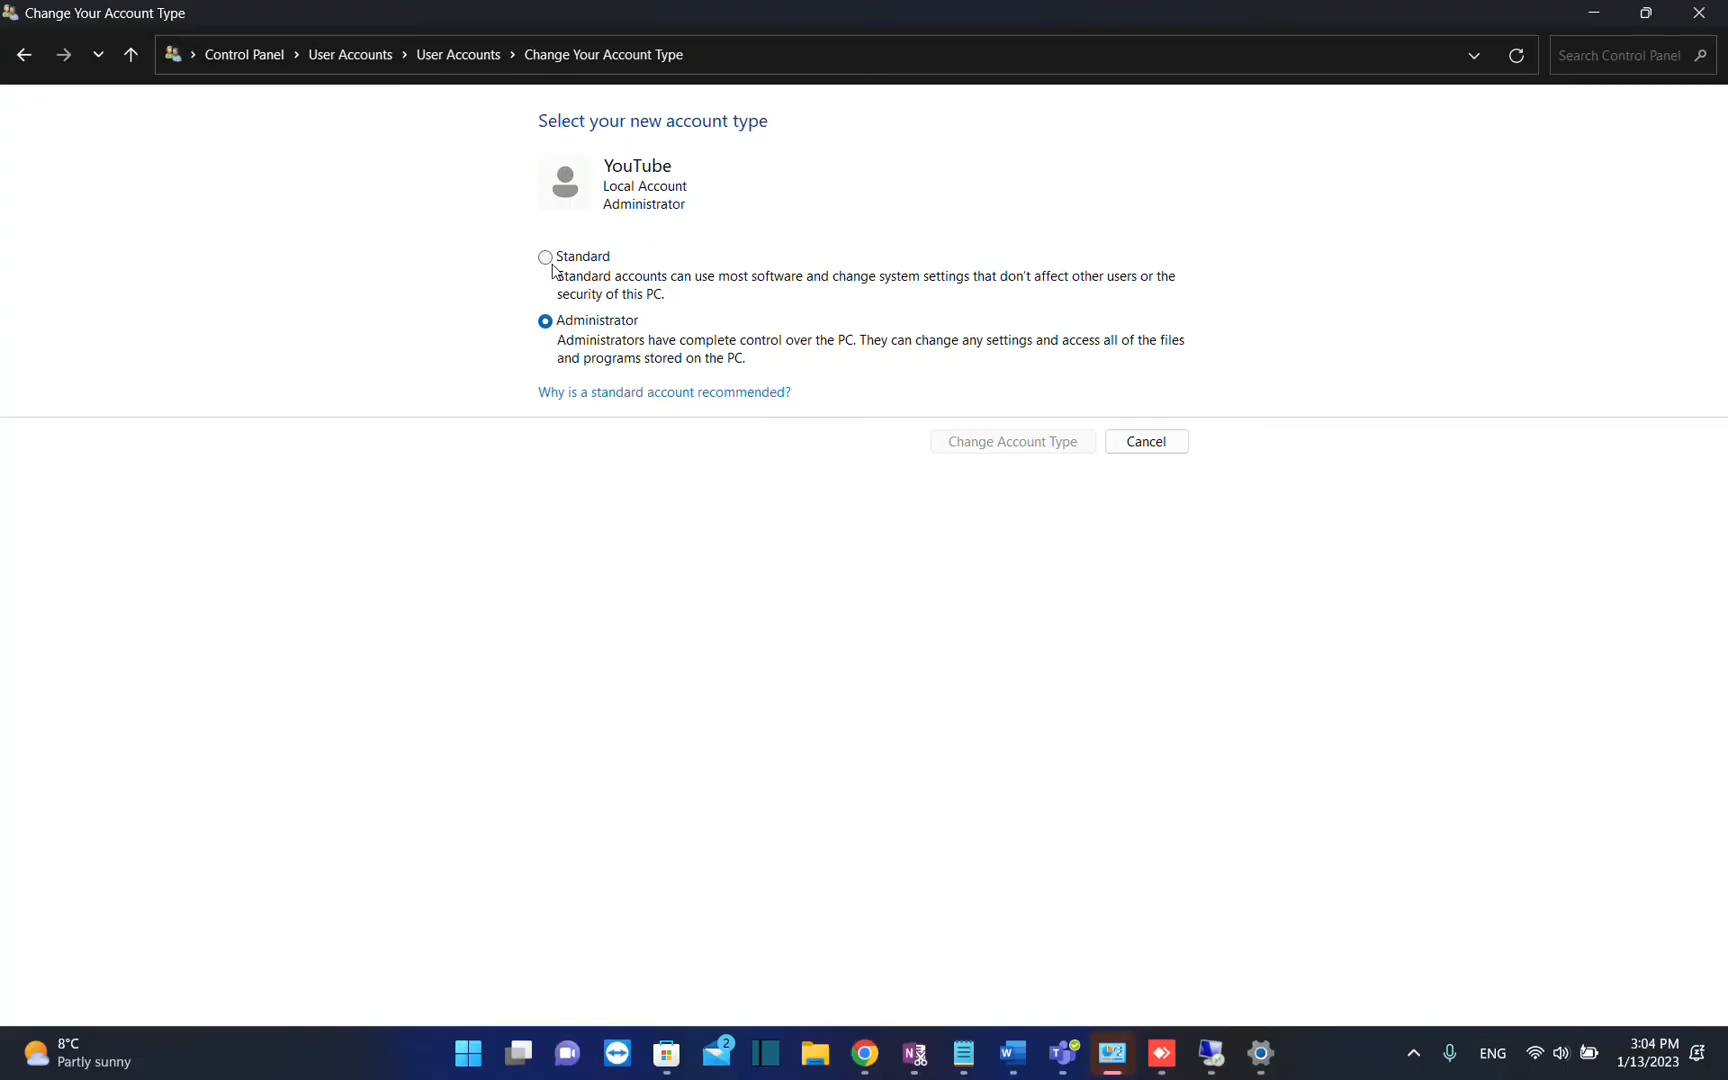 Change Your Account Type
Control Panel > User Accounts > User Accounts > Change Your Account Type
Search Control Panel
Select your new account type
YouTube
Local Account
Administrator
Standard
Standard accounts can use most software and change system settings that don't affect other users or the
security of this PC.
Administrator
Administrators have complete control over the PC. They can change any settings and access all of the files
and programs stored on the PC.
Why is a standard account recommended?
Change Account Type
Cancel
8°C
Partly sunny
2
N
W
ENG
3:04 PM
1/13/2023